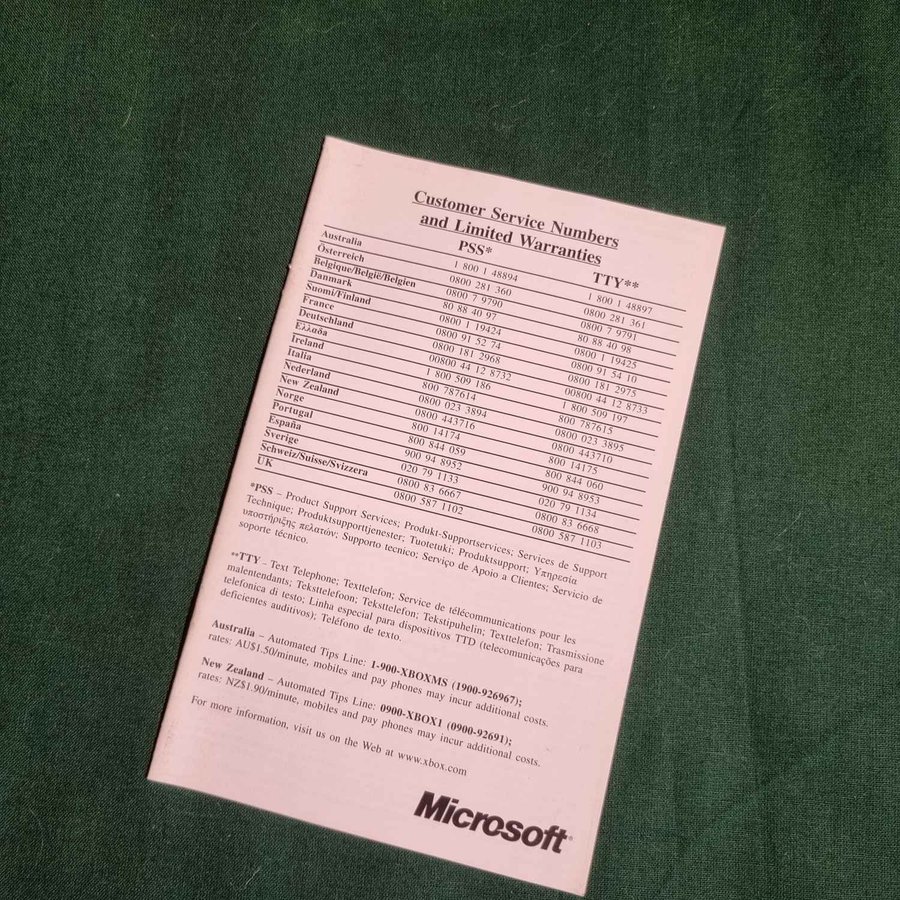 Customer Service Numbers
and Limited Warranties
PSS* TTY**
Australia 1 800 1 48894 1 800 1 48897
Österreich 0800 281 360 0800 281 361
Belgique/België/Belgien 0800 7 9790 0800 7 9791
Danmark 80 88 40 97 80 88 40 98
Suomi/Finland 0800 1 19424 0800 1 19425
France 0800 91 52 74 0800 91 54 10
Deutschland 0800 181 2968 0800 181 2975
Ελλαδα 00800 44 12 8732 00800 44 12 8733
Ireland 1 800 509 186 1 800 509 197
Italia 800 787614 800 787615
Nederland 0800 023 3894 0800 023 3895
New Zealand 0800 443716 0800 443710
Norge 800 14174 800 14175
Portugal 800 844 059 800 844 060
España 900 94 8952 900 94 8953
Sverige 020 79 1133 020 79 1134
Schweiz/Suisse/Svizzera 0800 83 6667 0800 83 6668
UK 0800 587 1102 0800 587 1103
*PSS – Product Support Services; Produkt-Supportservices; Services de Support
Technique; Produktsupporttjenester; Tuotetuki; Produktsupport; Υπηρεσία
υποστήριξης πελατών; Supporto tecnico; Serviço de Apoio a Clientes; Servicio de
soporte técnico.
**TTY – Text Telephone; Texttelefon; Service de télécommunications pour les
malentendants; Teksttelefoon; Teksttelefon; Tekstipuhelin; Texttelefon; Trasmissione
telefonica di testo; Linha especial para dispositivos TTD (telecomunicações para
deficientes auditivos); Teléfono de texto.
Australia – Automated Tips Line: 1-900-XBOXMS (1900-926967);
rates: AU$1.50/minute, mobiles and pay phones may incur additional costs.
New Zealand – Automated Tips Line: 0900-XBOX1 (0900-92691);
rates: NZ$1.90/minute, mobiles and pay phones may incur additional costs.
For more information, visit us on the Web at www.xbox.com
Microsoft®